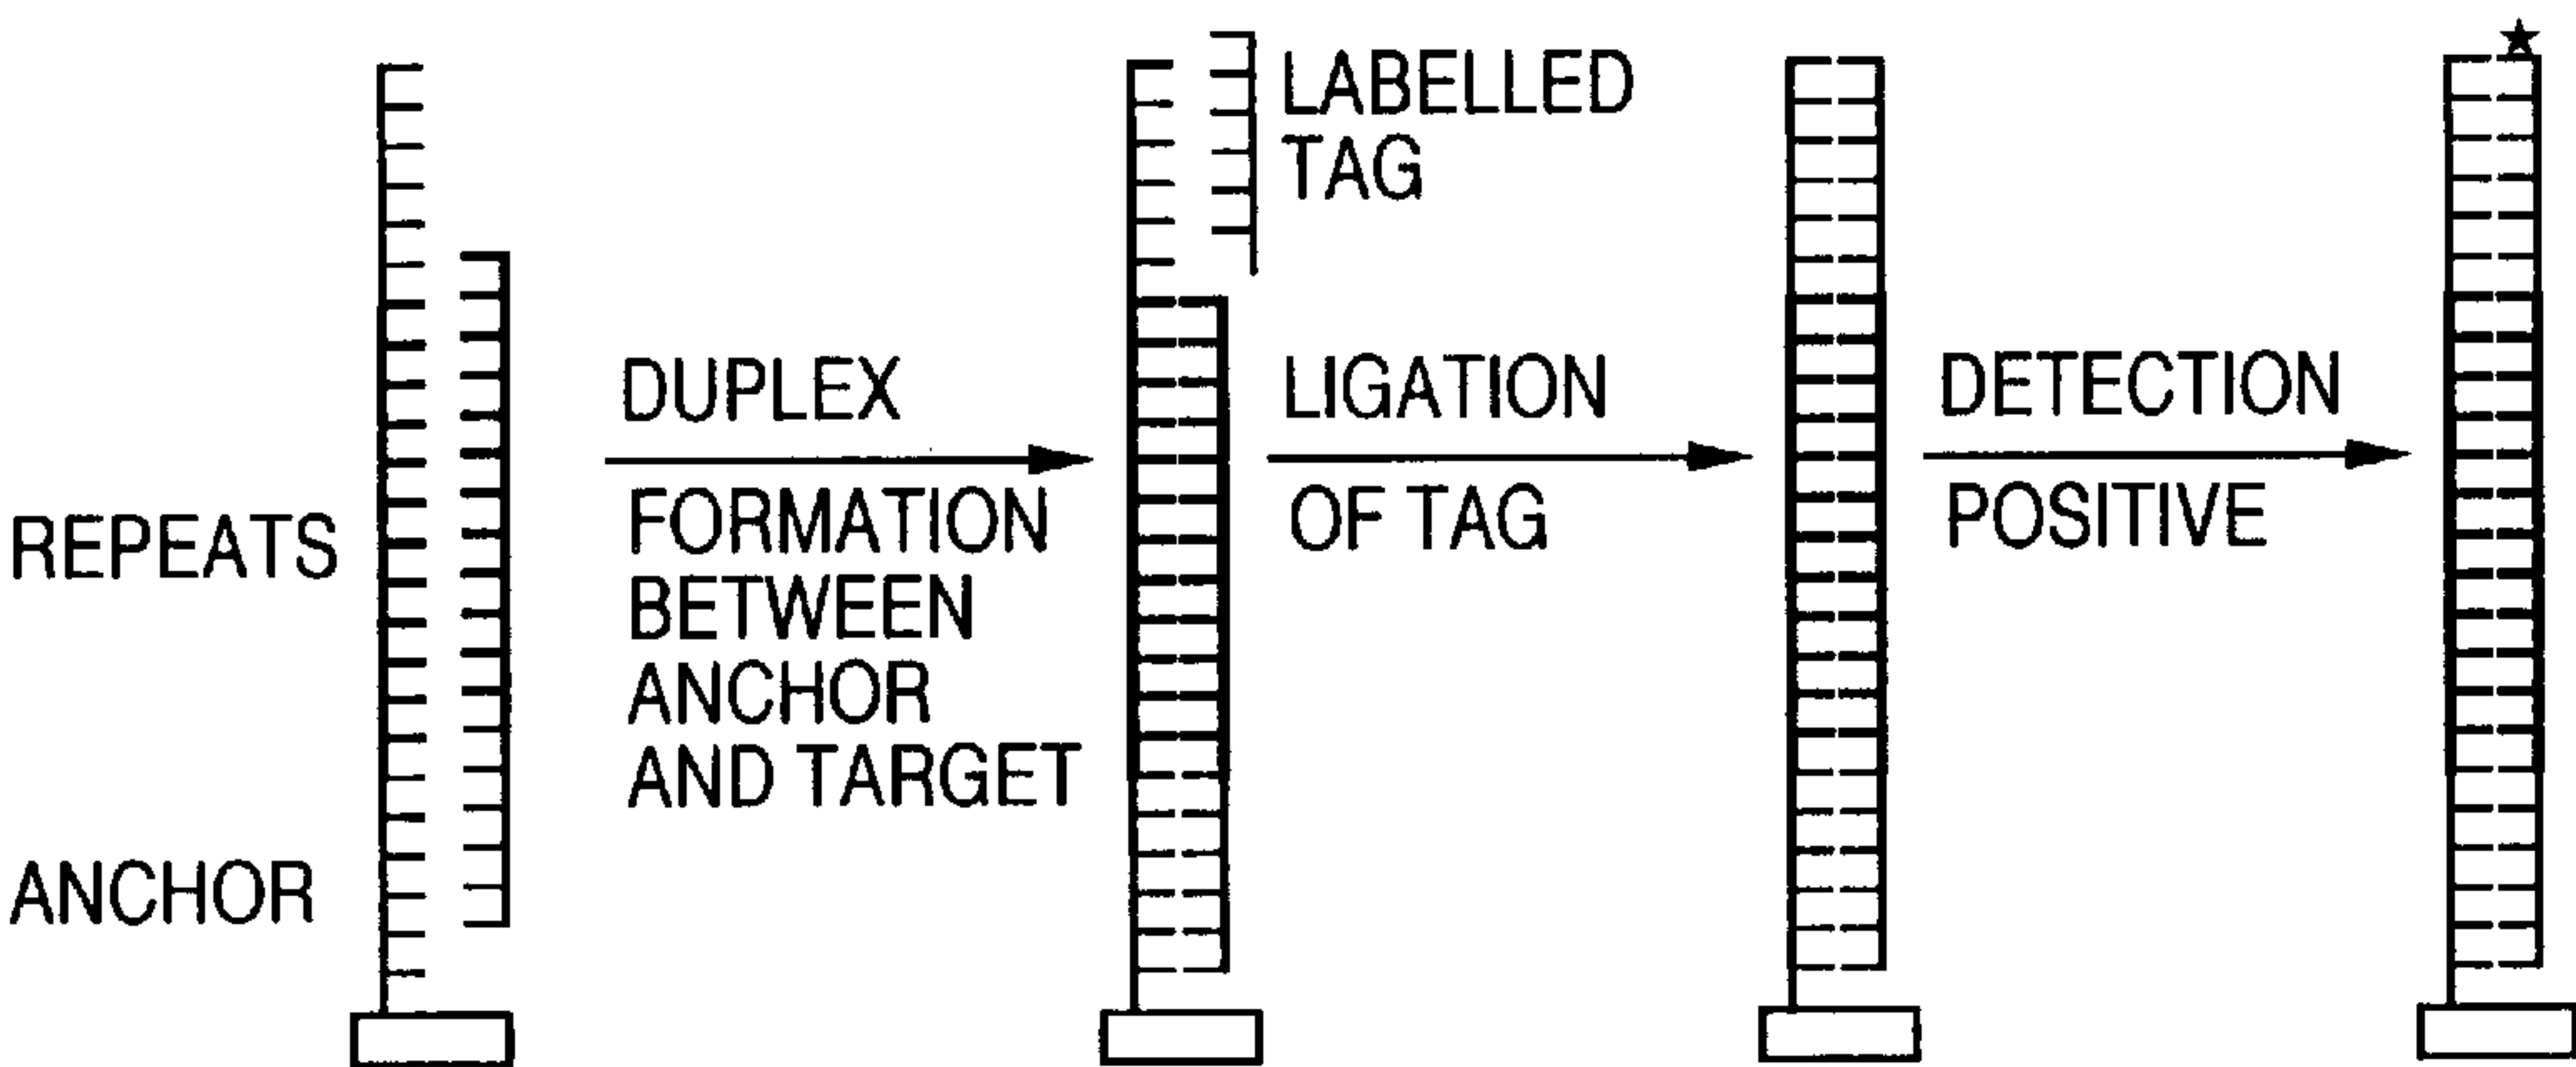 REPEATS
ANCHOR
DUPLEX
FORMATION
BETWEEN
ANCHOR
AND TARGET
LABELLED
TAG
LIGATION
OF TAG
DETECTION
POSITIVE